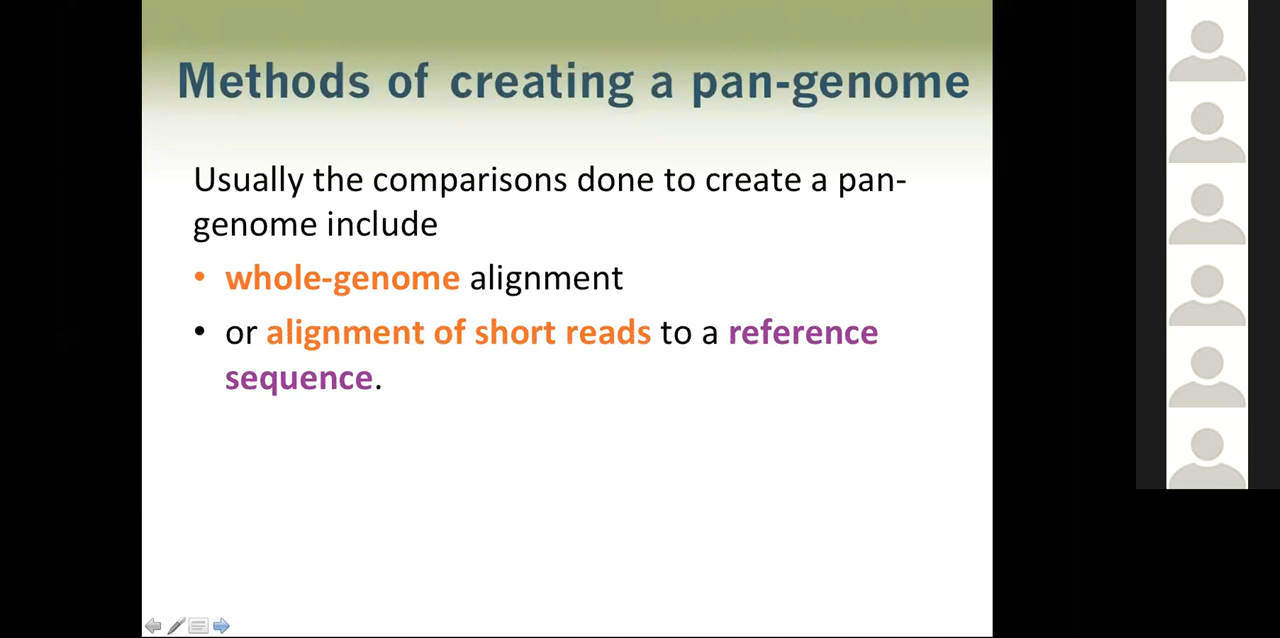 Methods of creating a pan-genome
Usually the comparisons done to create a pan-
genome include
• whole-genome alignment
• or alignment of short reads to a reference
sequence.